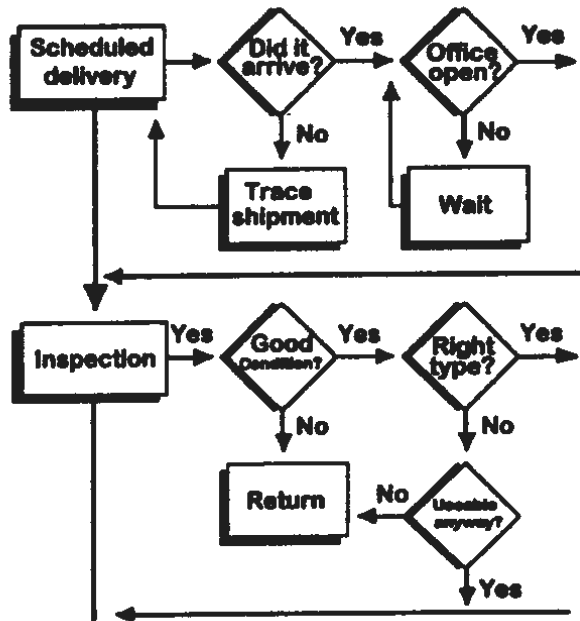 Scheduled
delivery
Did it
arrive?
Yes
Office
open?
Yes
No
No
Trace
shipment
Wait
Inspection
Yes
Good
Condition?
Yes
Right
type?
Yes
No
No
Return
No
Useable
anyway?
Yes